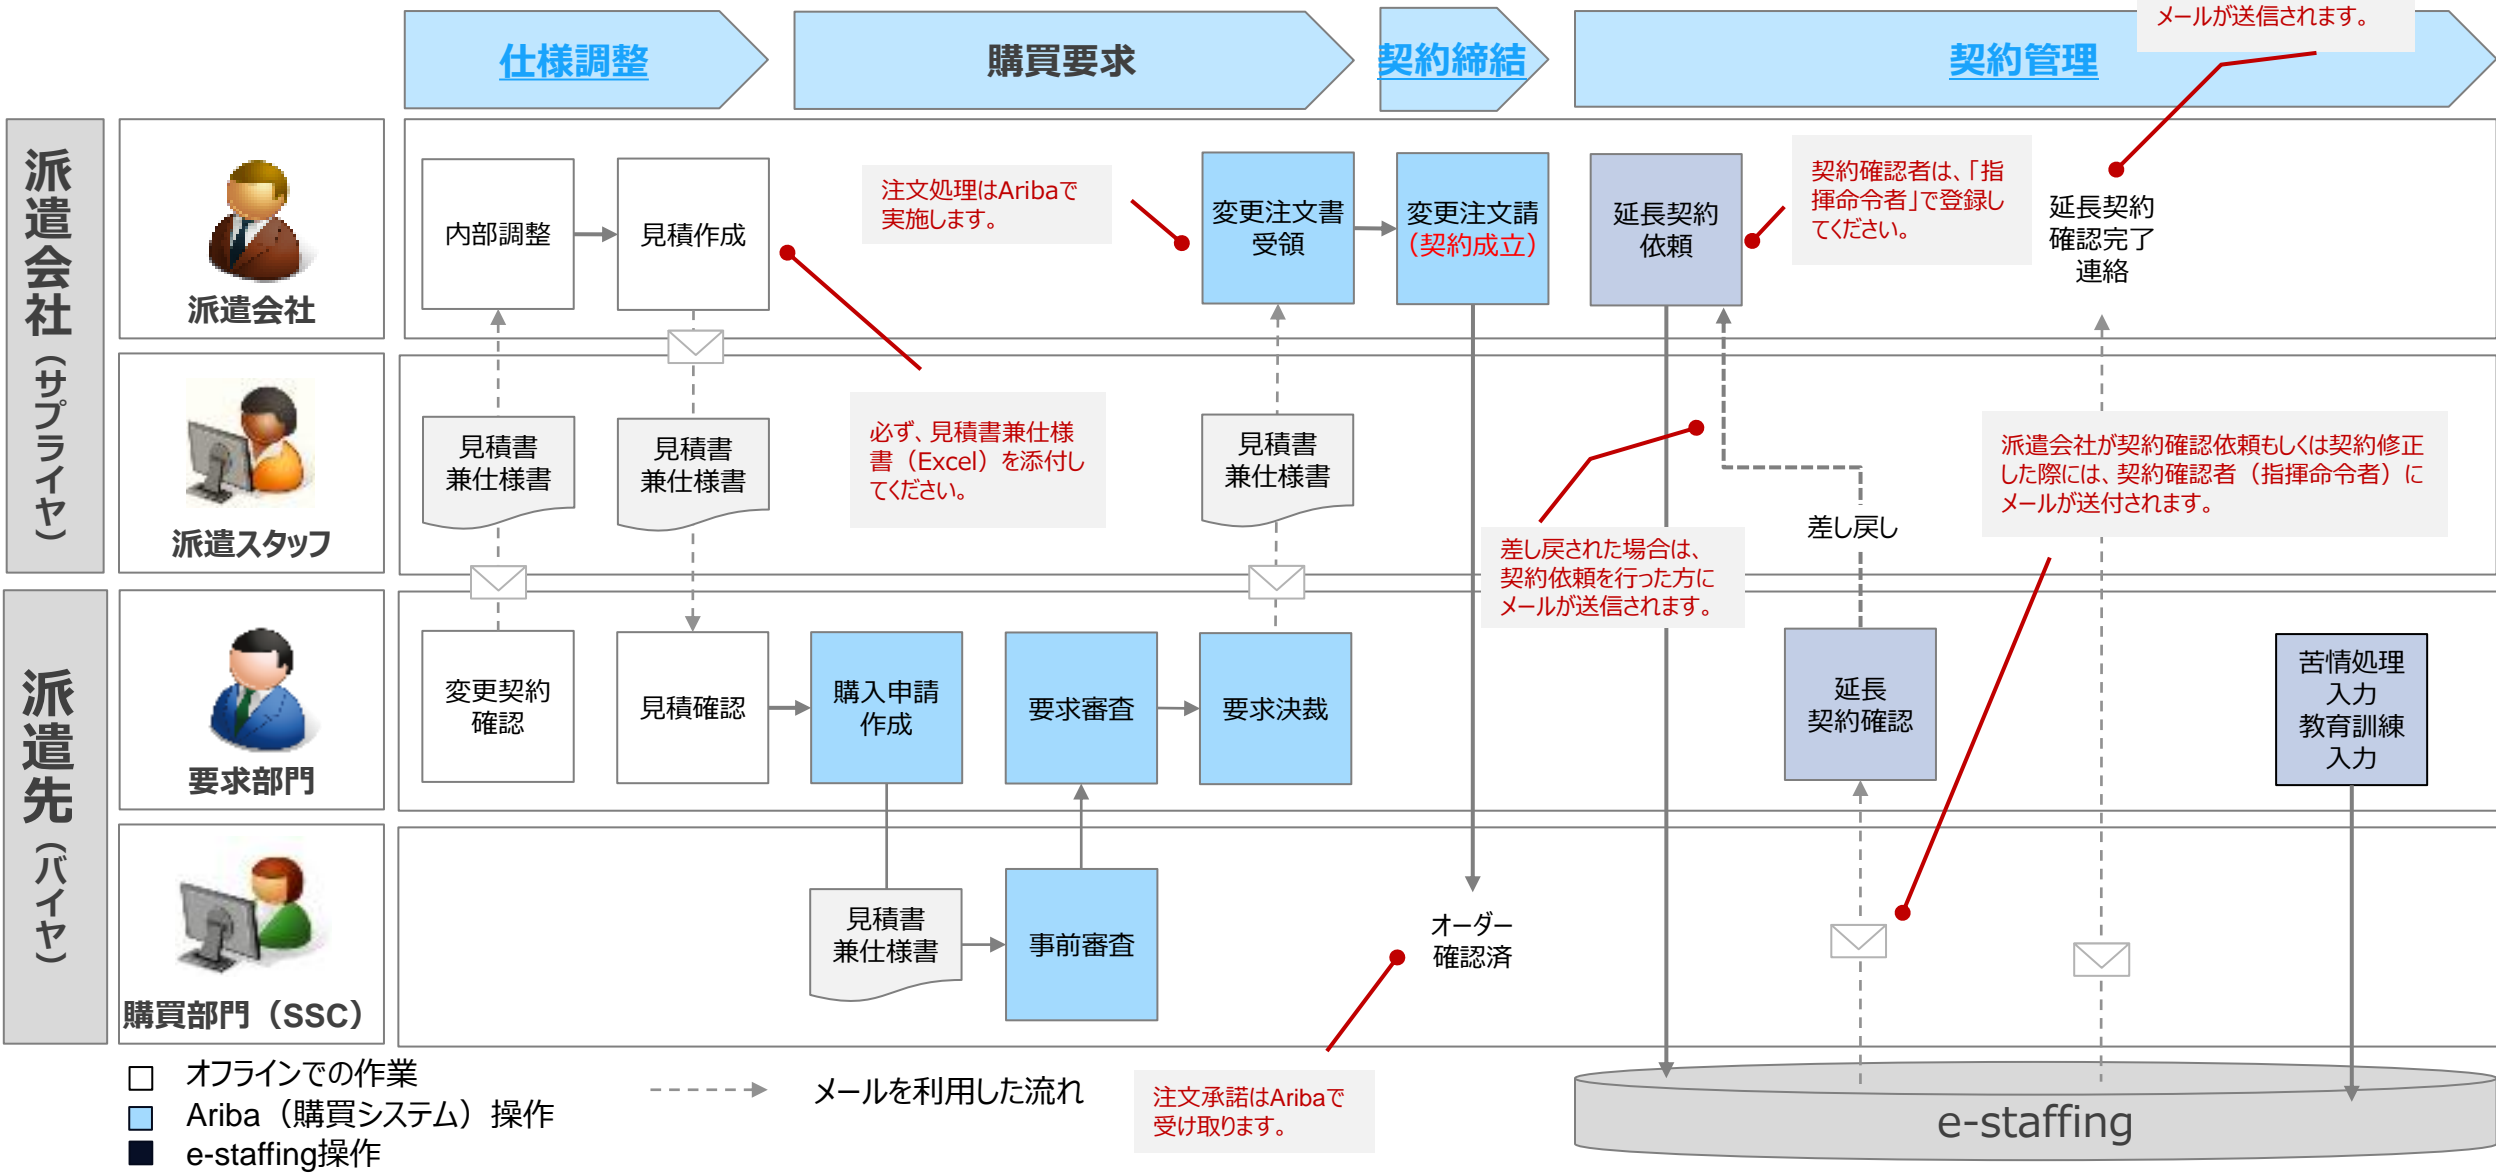 仕様調整
購買要求
契約締結
契約管理
メールが送信されます。
派遣会社（サプライヤ）
派遣会社
内部調整
見積作成
注文処理はAribaで
実施します。
変更注文書
受領
変更注文請
（契約成立）
延長契約
依頼
契約確認者は、「指
揮命令者」で登録し
てください。
延長契約
確認完了
連絡
派遣スタッフ
見積書
兼仕様書
見積書
兼仕様書
必ず、見積書兼仕様
書（Excel）を添付し
てください。
見積書
兼仕様書
差し戻された場合は、
契約依頼を行った方に
メールが送信されます。
差し戻し
派遣会社が契約確認依頼もしくは契約修正
した際には、契約確認者（指揮命令者）に
メールが送付されます。
派遣先（バイヤ）
要求部門
変更契約
確認
見積確認
購入申請
作成
要求審査
要求決裁
延長
契約確認
苦情処理
入力
教育訓練
入力
購買部門（SSC）
見積書
兼仕様書
事前審査
オーダー
確認済
オフラインでの作業
Ariba（購買システム）操作
e-staffing操作
メールを利用した流れ
注文承諾はAribaで
受け取ります。
e-staffing